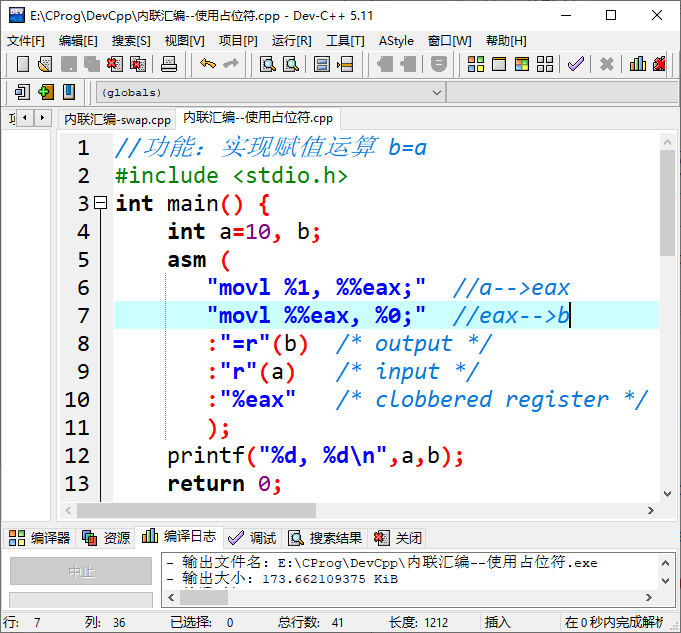 E:\CProg\DevCpp\内联汇编--使用占位符.cpp - Dev-C++ 5.11
文件[F] 编辑[E] 搜索[S] 视图[V] 项目[P] 运行[R] 工具[T] AStyle 窗口[W] 帮助[H]
(globals)
内联汇编-swap.cpp 内联汇编--使用占位符.cpp
1 //功能: 实现赋值运算 b=a
2 #include <stdio.h>
3 int main() {
4 int a=10, b;
5 asm (
6 "movl %1, %%eax;" //a-->eax
7 "movl %%eax, %0;" //eax-->b
8 :"=r"(b) /* output */
9 :"r"(a) /* input */
10 :"%eax" /* clobbered register */
11 );
12 printf("%d, %d\n",a,b);
13 return 0;
编译器 资源 编译日志 调试 搜索结果 关闭
中止
- 输出文件名: E:\CProg\DevCpp\内联汇编--使用占位符.exe
- 输出大小: 173.662109375 KiB
行: 7 列: 36 已选择: 0 总行数: 41 长度: 1212 插入 在 0 秒内完成解析